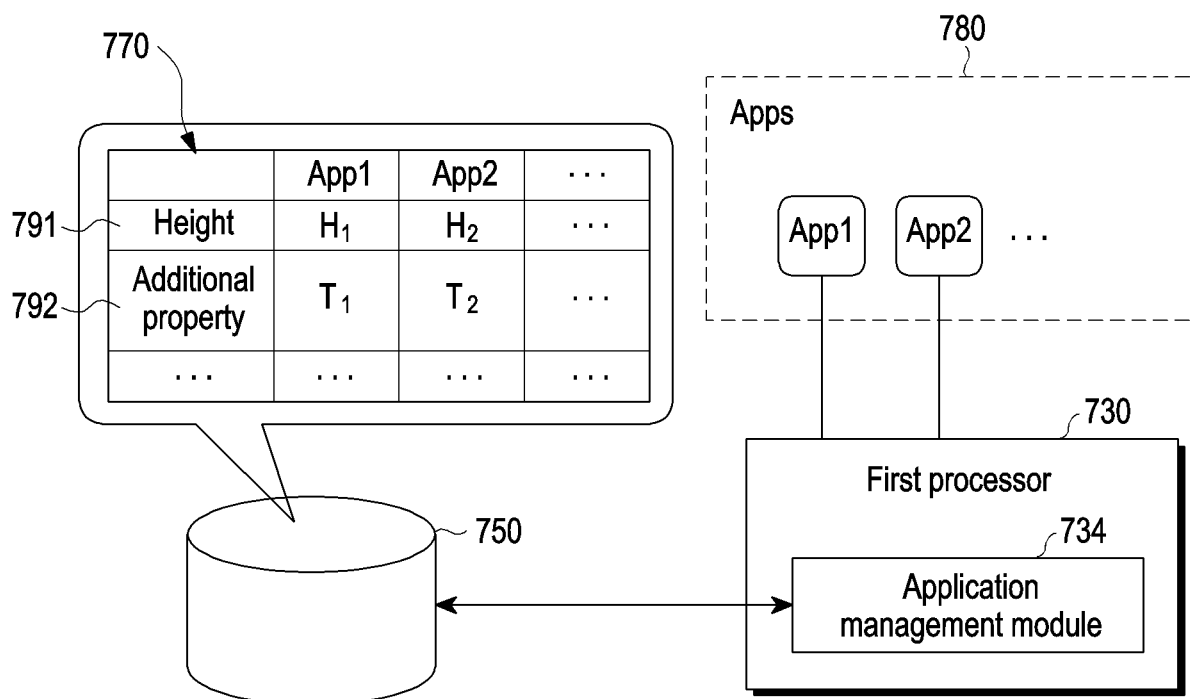 770
780
Apps
App1 App2 ...
791 Height H1 H2 ...
792 Additional property T1 T2 ...
... ... ... ...
App1 App2 ...
730
First processor
750
734
Application
management module